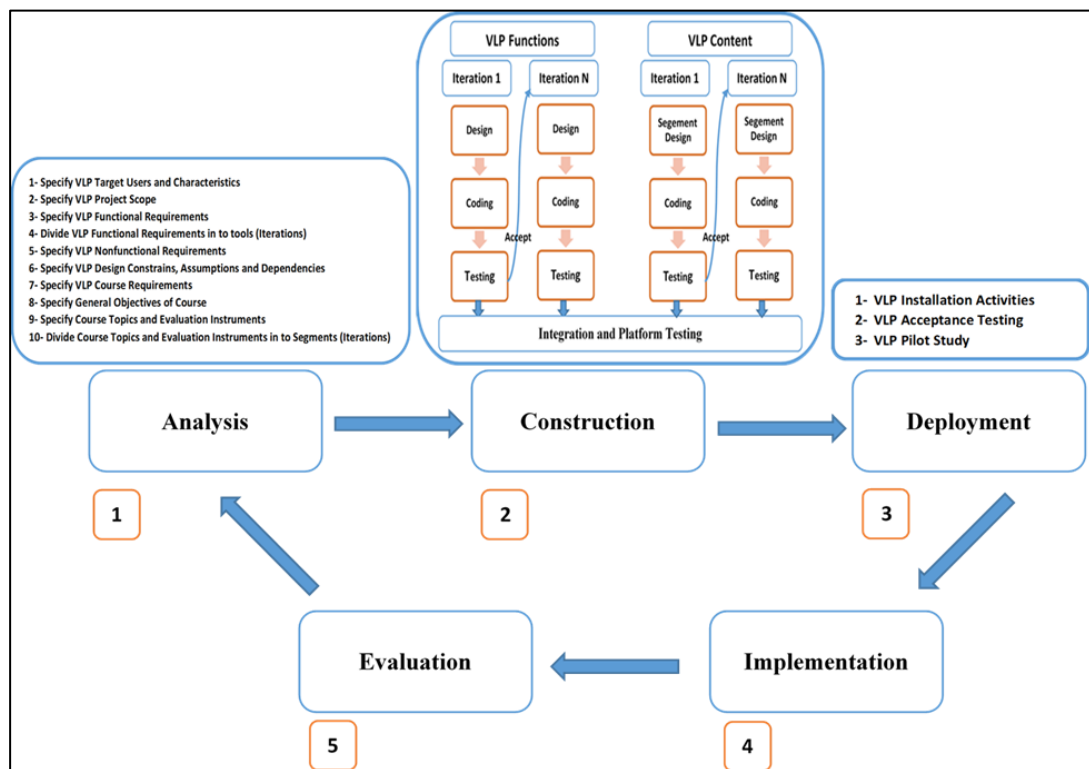 VLP Functions
VLP Content
Iteration 1
Iteration N
Iteration 1
Iteration N
Design
Design
Segement
Design
Segement
Design
Coding
Coding
Coding
Coding
Accept
Accept
Testing
Testing
Testing
Testing
Integration and Platform Testing
1- Specify VLP Target Users and Characteristics
2- Specify VLP Project Scope
3- Specify VLP Functional Requirements
4- Divide VLP Functional Requirements in to tools (Iterations)
5- Specify VLP Nonfunctional Requirements
6- Specify VLP Design Constrains, Assumptions and Dependencies
7- Specify VLP Course Requirements
8- Specify General Objectives of Course
9- Specify Course Topics and Evaluation Instruments
10- Divide Course Topics and Evaluation Instruments in to Segments (Iterations)
1- VLP Installation Activities
2- VLP Acceptance Testing
3- VLP Pilot Study
Analysis
Construction
Deployment
1
2
3
Evaluation
Implementation
5
4